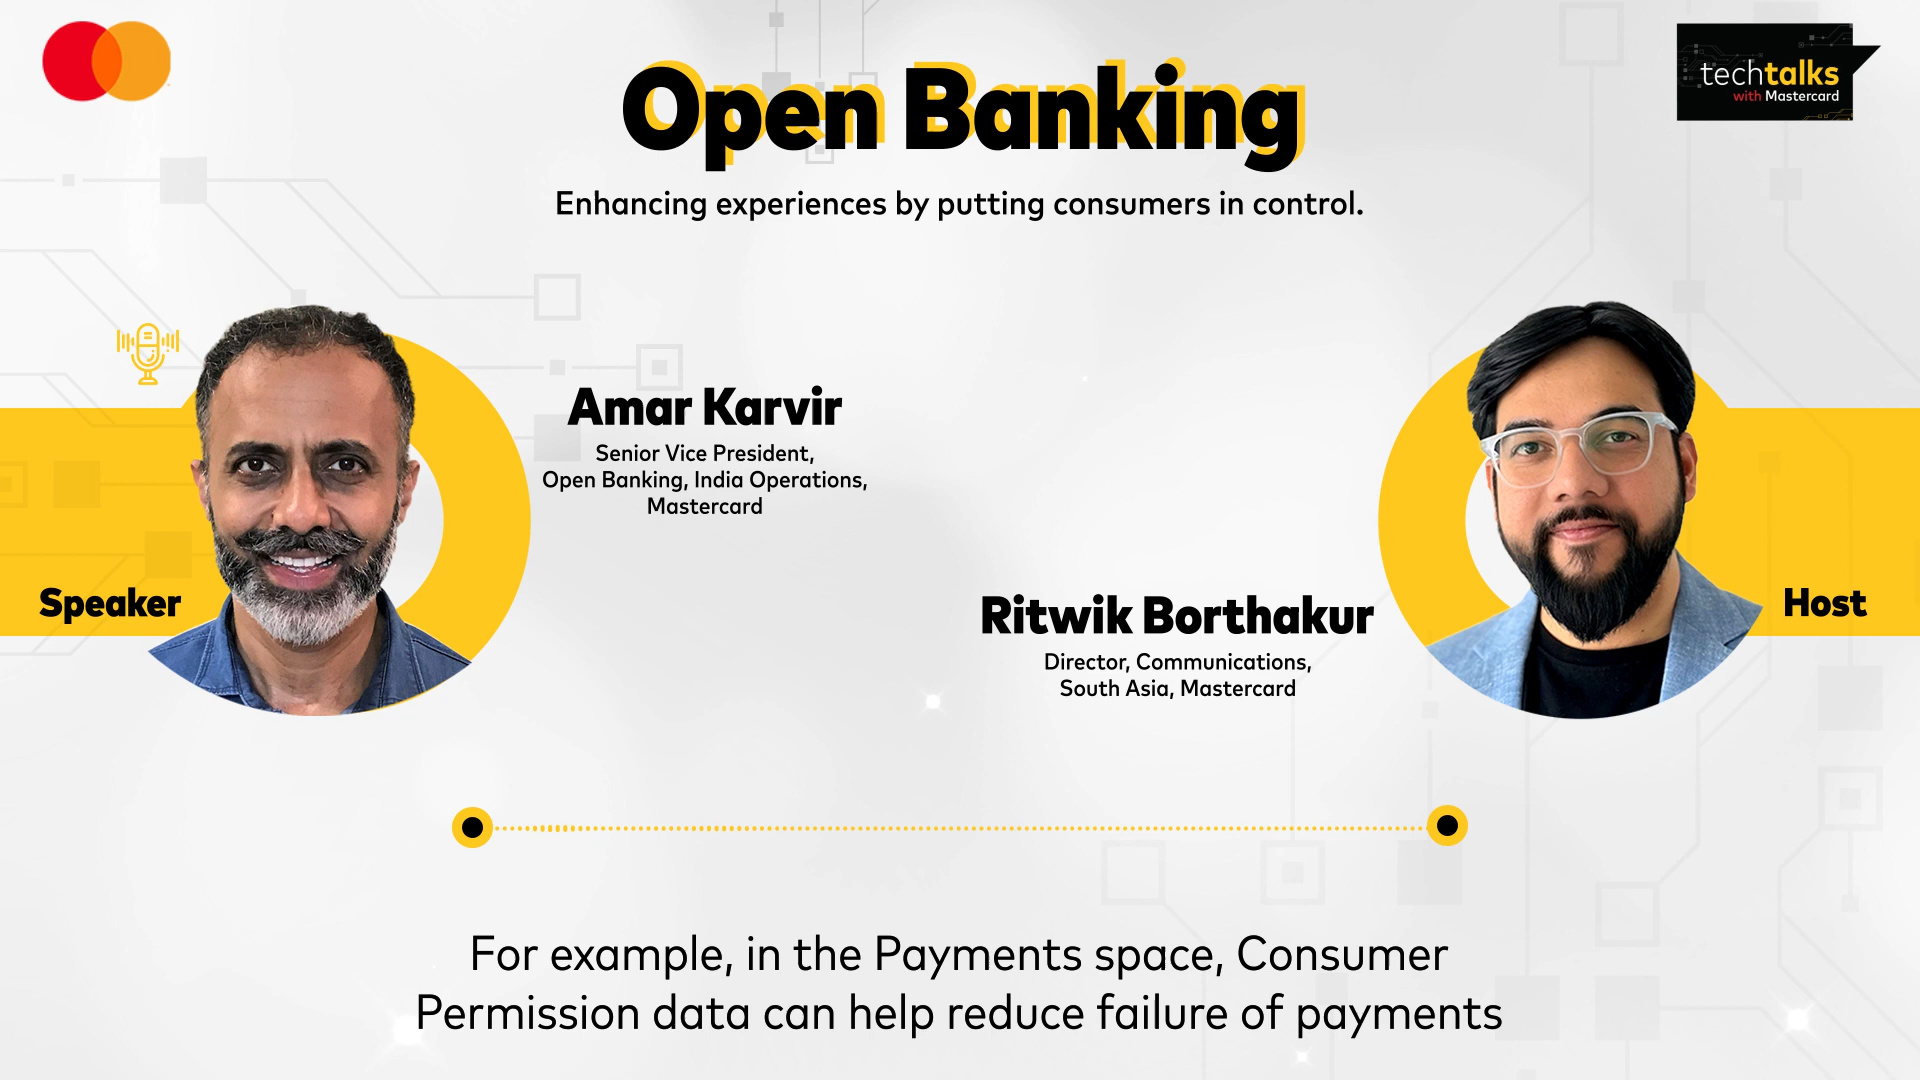 techtalks
with Mastercard
Open Banking
Enhancing experiences by putting consumers in control.
Amar Karvir
Senior Vice President,
Open Banking, India Operations,
Mastercard
Speaker
Ritwik Borthakur
Director, Communications,
South Asia, Mastercard
Host
For example, in the Payments space, Consumer
Permission data can help reduce failure of payments